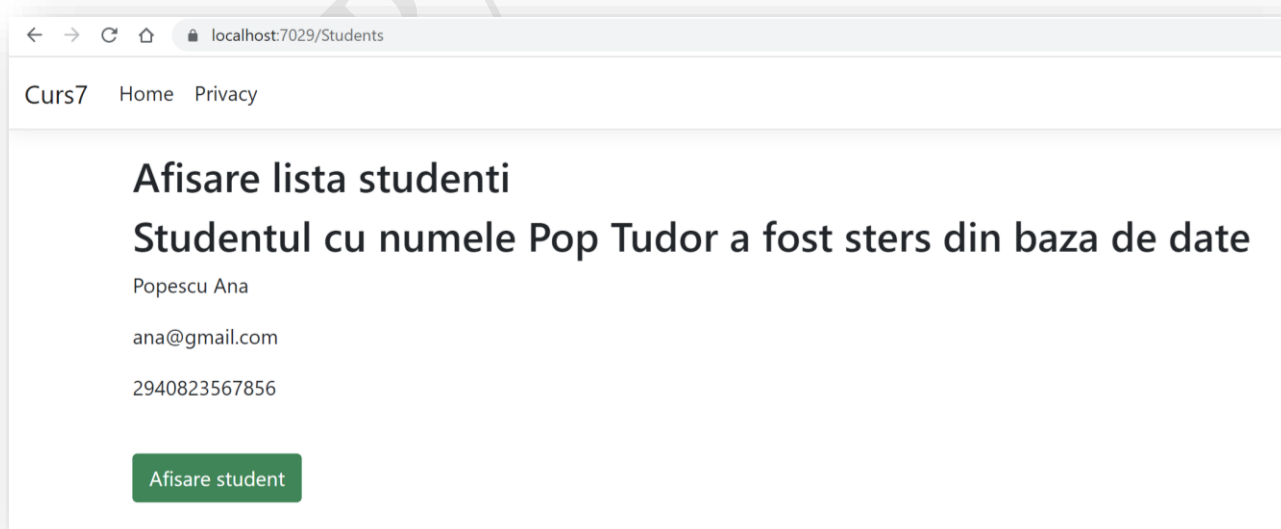 localhost:7029/Students
Curs7 Home Privacy
Afisare lista studenti
Studentul cu numele Pop Tudor a fost sters din baza de date
Popescu Ana
ana@gmail.com
2940823567856
Afisare student